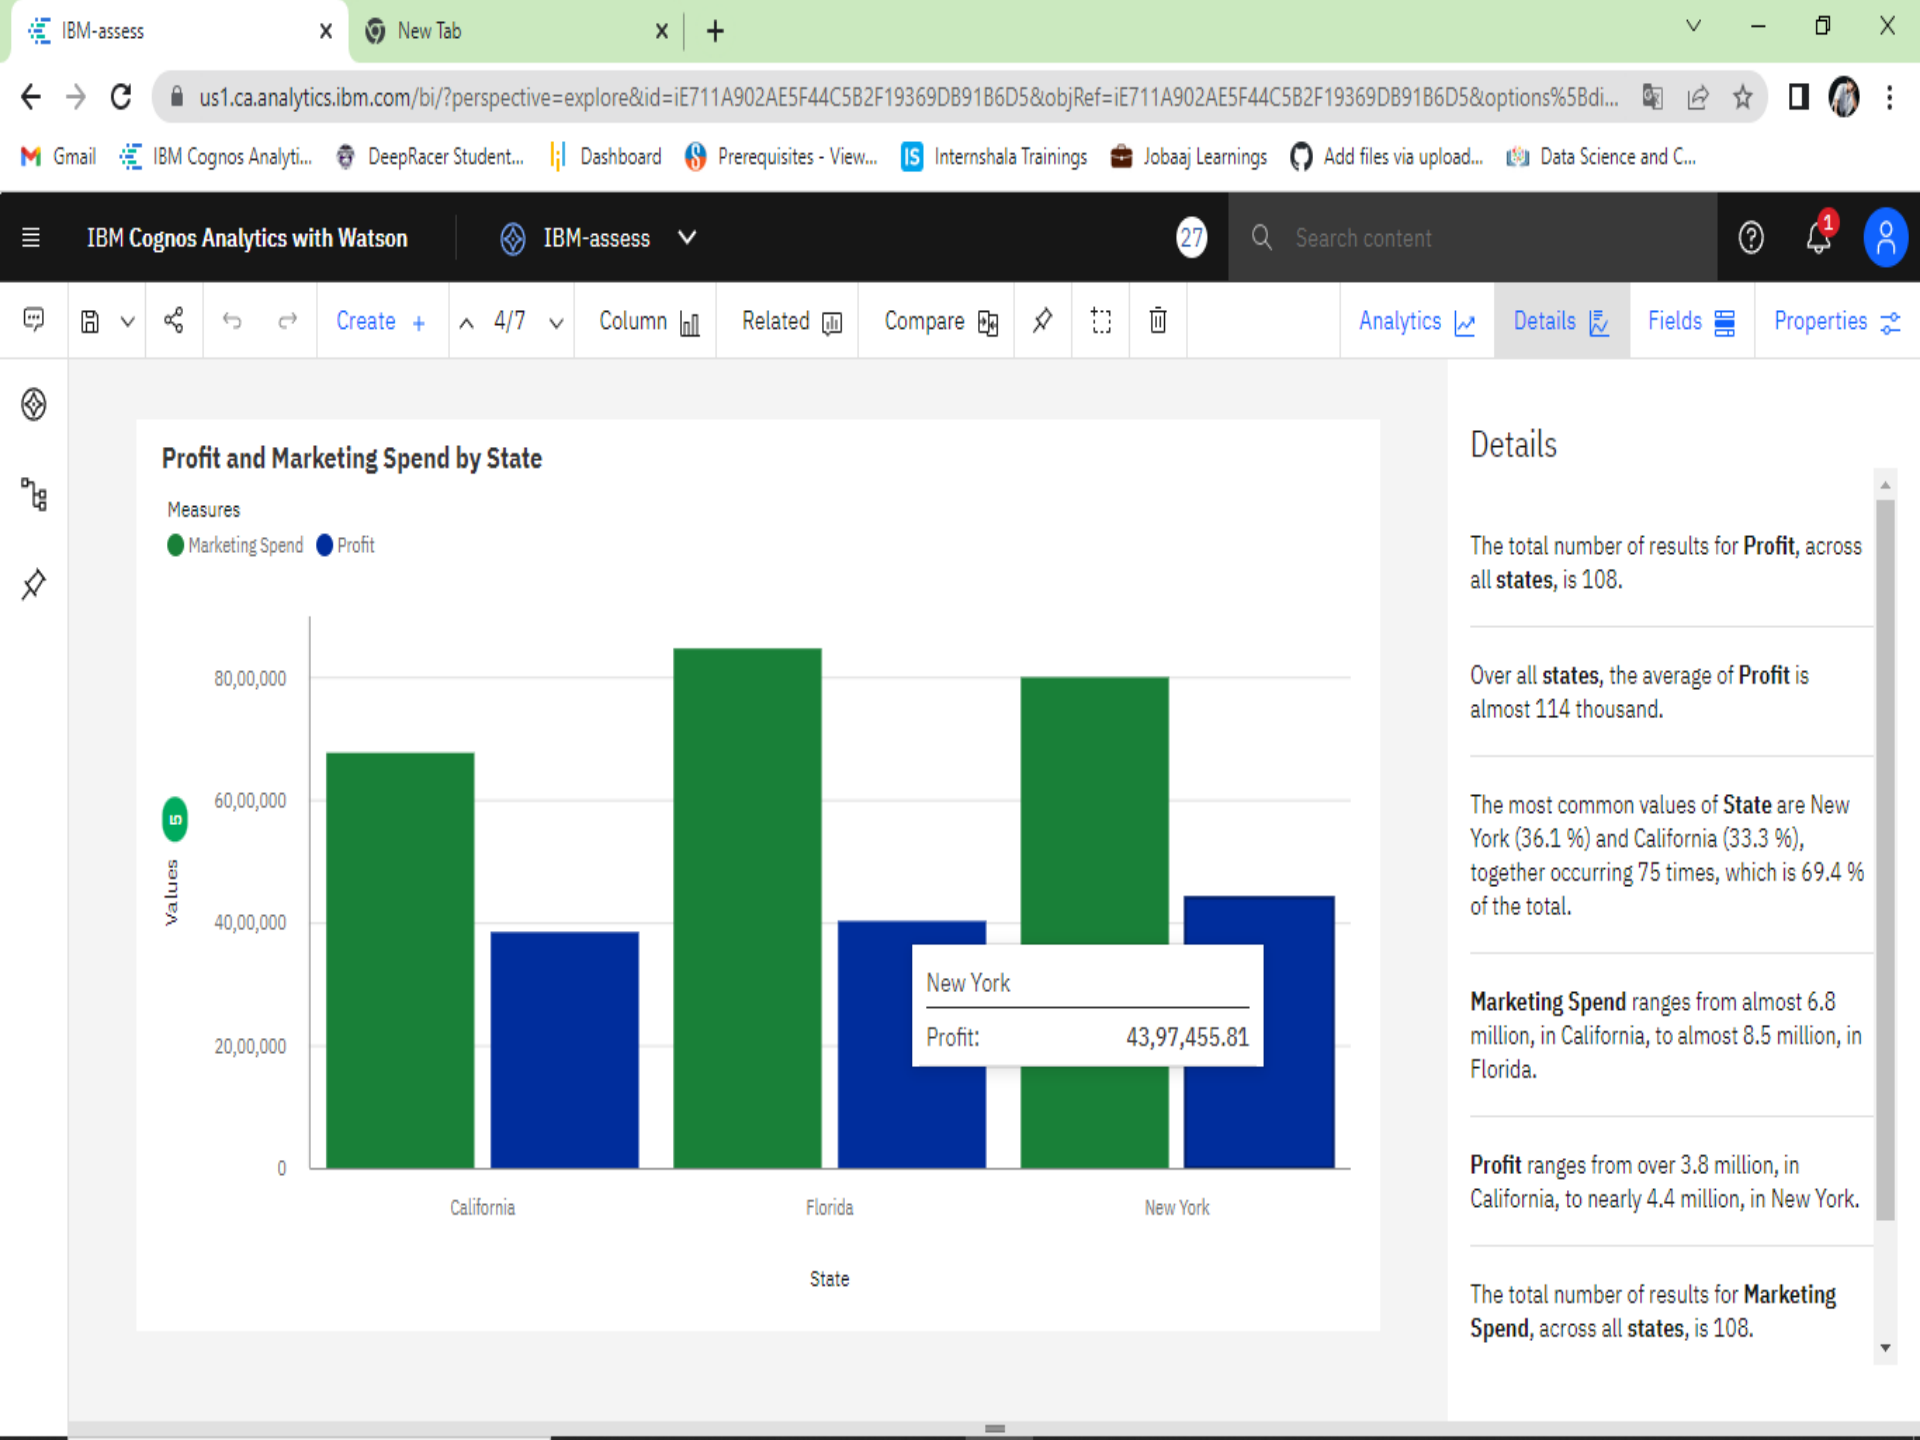 IBM-assess
New Tab
us1.ca.analytics.ibm.com/bi/?perspective=explore&id=iE711A902AE5F44C5B2F19369DB91B6D5&objRef=iE711A902AE5F44C5B2F19369DB91B6D5&options%5Bdi...
Gmail
IBM Cognos Analyti...
DeepRacer Student...
Dashboard
Prerequisites - View...
IS Internshala Trainings
Jobaaj Learnings
Add files via upload...
Data Science and C...
IBM Cognos Analytics with Watson
IBM-assess
27
Search content
1
Create +
4/7
Column
Related
Compare
Analytics
Details
Fields
Properties
Profit and Marketing Spend by State
Measures
Marketing Spend Profit
80,00,000
60,00,000
40,00,000
20,00,000
0
5
Values
New York
Profit: 43,97,455.81
California
Florida
New York
State
Details
The total number of results for Profit, across
all states, is 108.
Over all states, the average of Profit is
almost 114 thousand.
The most common values of State are New
York (36.1 %) and California (33.3 %),
together occurring 75 times, which is 69.4 %
of the total.
Marketing Spend ranges from almost 6.8
million, in California, to almost 8.5 million, in
Florida.
Profit ranges from over 3.8 million, in
California, to nearly 4.4 million, in New York.
The total number of results for Marketing
Spend, across all states, is 108.